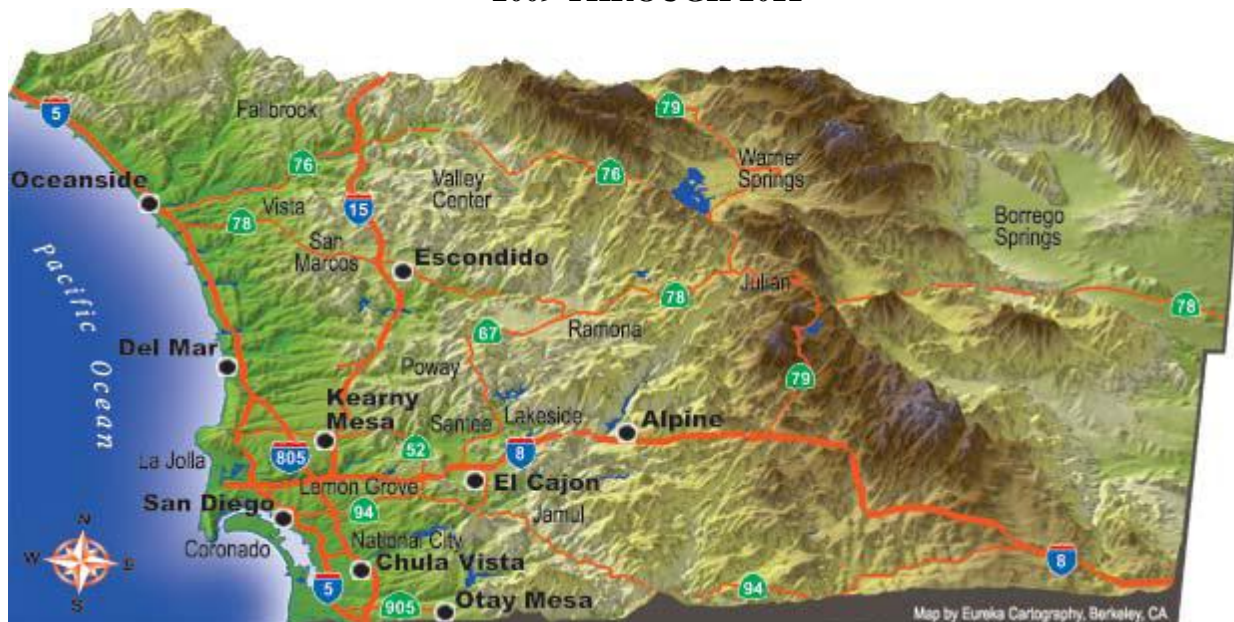 THROUGH
5
Fallbrook
79
76
Warner
Springs
76
Oceanside
Valley
Center
Vista
15
78
Borrego
Springs
San
Marcos
Escondido
Pacific Ocean
Julian
78
78
67
Ramona
Del Mar
Poway
79
Kearny
Mesa
Lakeside
Alpine
Santee
52
8
805
La Jolla
Lemon Grove
El Cajon
San Diego
94
Jamul
N
W
E
S
Coronado
National City
Chula Vista
8
5
94
905
Otay Mesa
Map by Eureka Cartography, Berkeley, CA